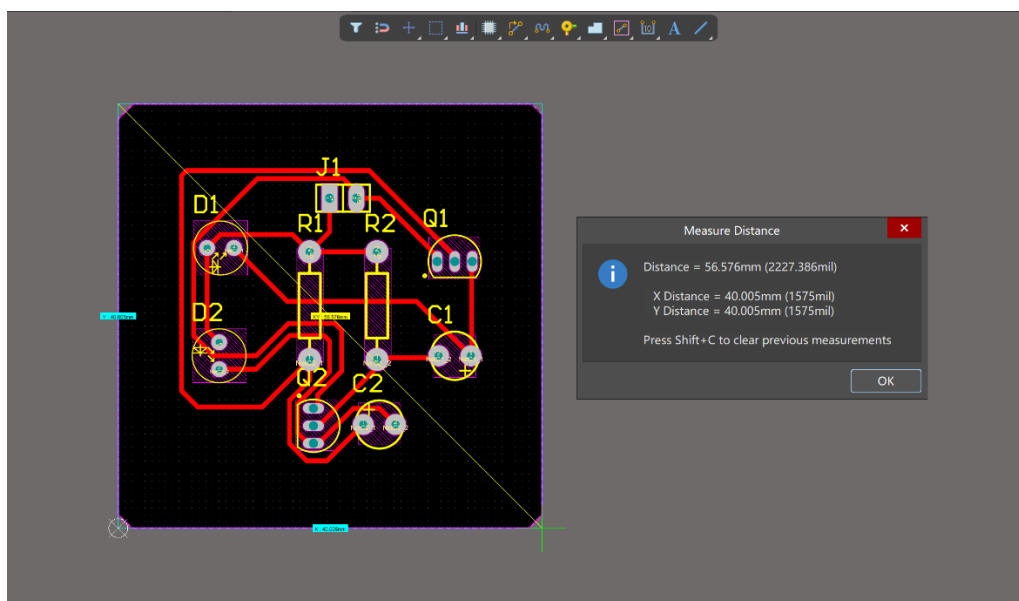 J1
D1
R1
R2
Q1
D2
C1
Q2
C2
Measure Distance
Distance = 56.576mm (2227.386mil)
X Distance = 40.005mm (1575mil)
Y Distance = 40.005mm (1575mil)
Press Shift+C to clear previous measurements
OK
A